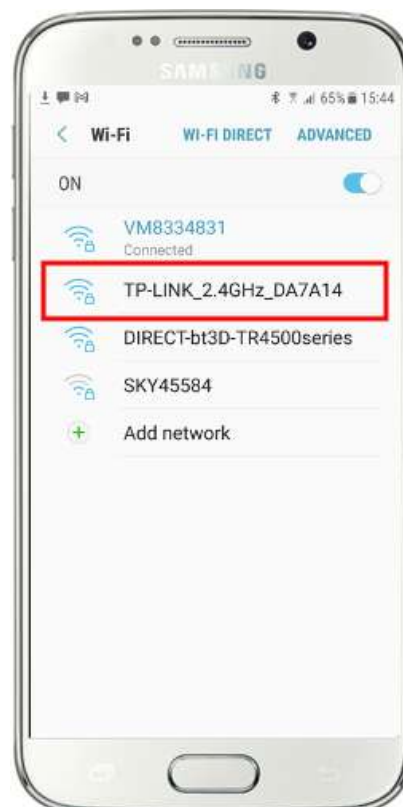 SAMSUNG
65% 15:44
Wi-Fi WI-FI DIRECT ADVANCED
ON
VM8334831
Connected
TP-LINK_2.4GHz_DA7A14
DIRECT-bt3D-TR4500series
SKY45584
Add network